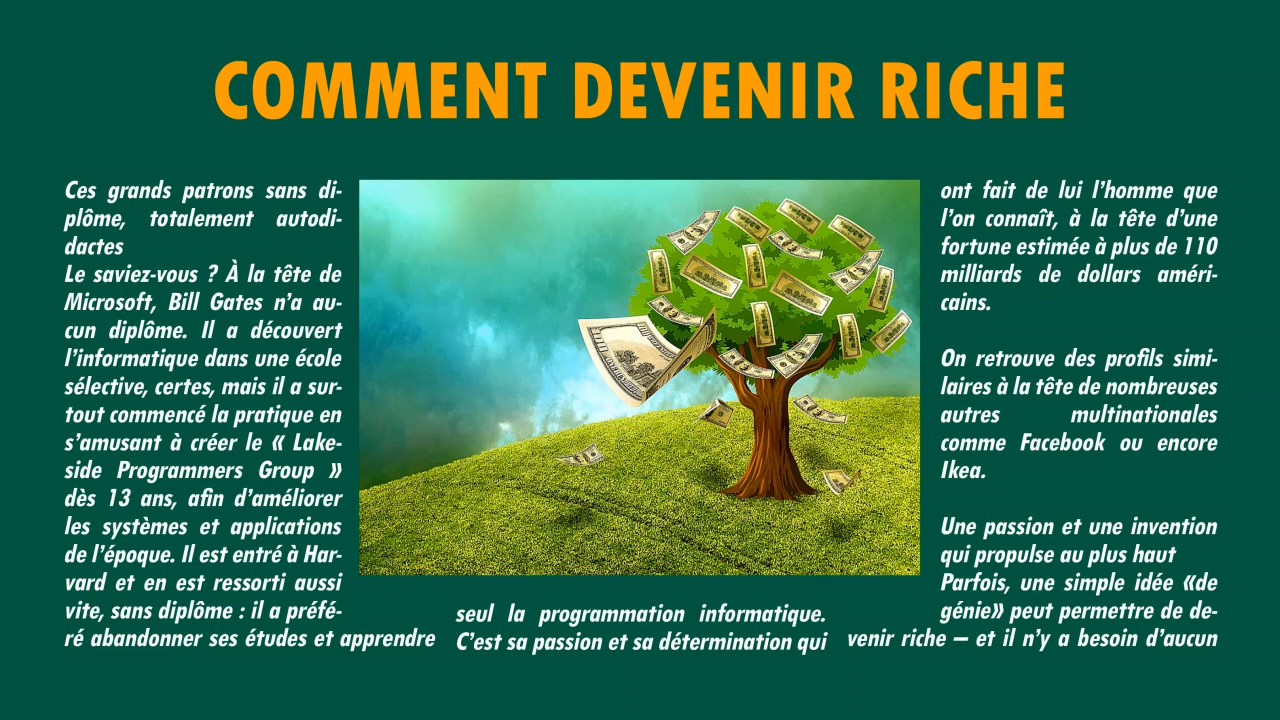 COMMENT DEVENIR RICHE
Ces grands patrons sans di-
plôme, totalement autodi-
dactes
Le saviez-vous ? À la tête de
Microsoft, Bill Gates n'a au-
cun diplôme. Il a découvert
l'informatique dans une école
sélective, certes, mais il a sur-
tout commencé la pratique en
s'amusant à créer le « Lake-
side Programmers Group »
dès 13 ans, afin d'améliorer
les systèmes et applications
de l'époque. Il est entré à Har-
vard et en est ressorti aussi
vite, sans diplôme : il a préfé-
ré abandonner ses études et apprendre
seul la programmation informatique.
C'est sa passion et sa détermination qui
ont fait de lui l'homme que
l'on connaît, à la tête d'une
fortune estimée à plus de 110
milliards de dollars améri-
cains.
On retrouve des profils simi-
laires à la tête de nombreuses
autres multinationales
comme Facebook ou encore
Ikea.
Une passion et une invention
qui propulse au plus haut
Parfois, une simple idée «de
génie» peut permettre de de-
venir riche – et il n'y a besoin d'aucun